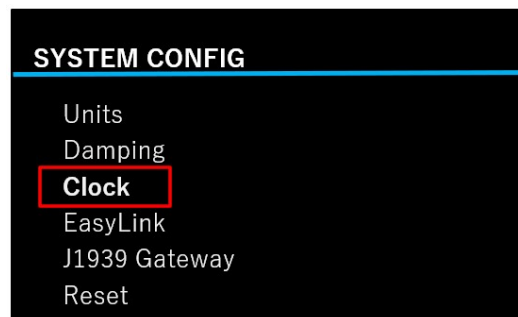 SYSTEM CONFIG
Units
Damping
Clock
EasyLink
J1939 Gateway
Reset